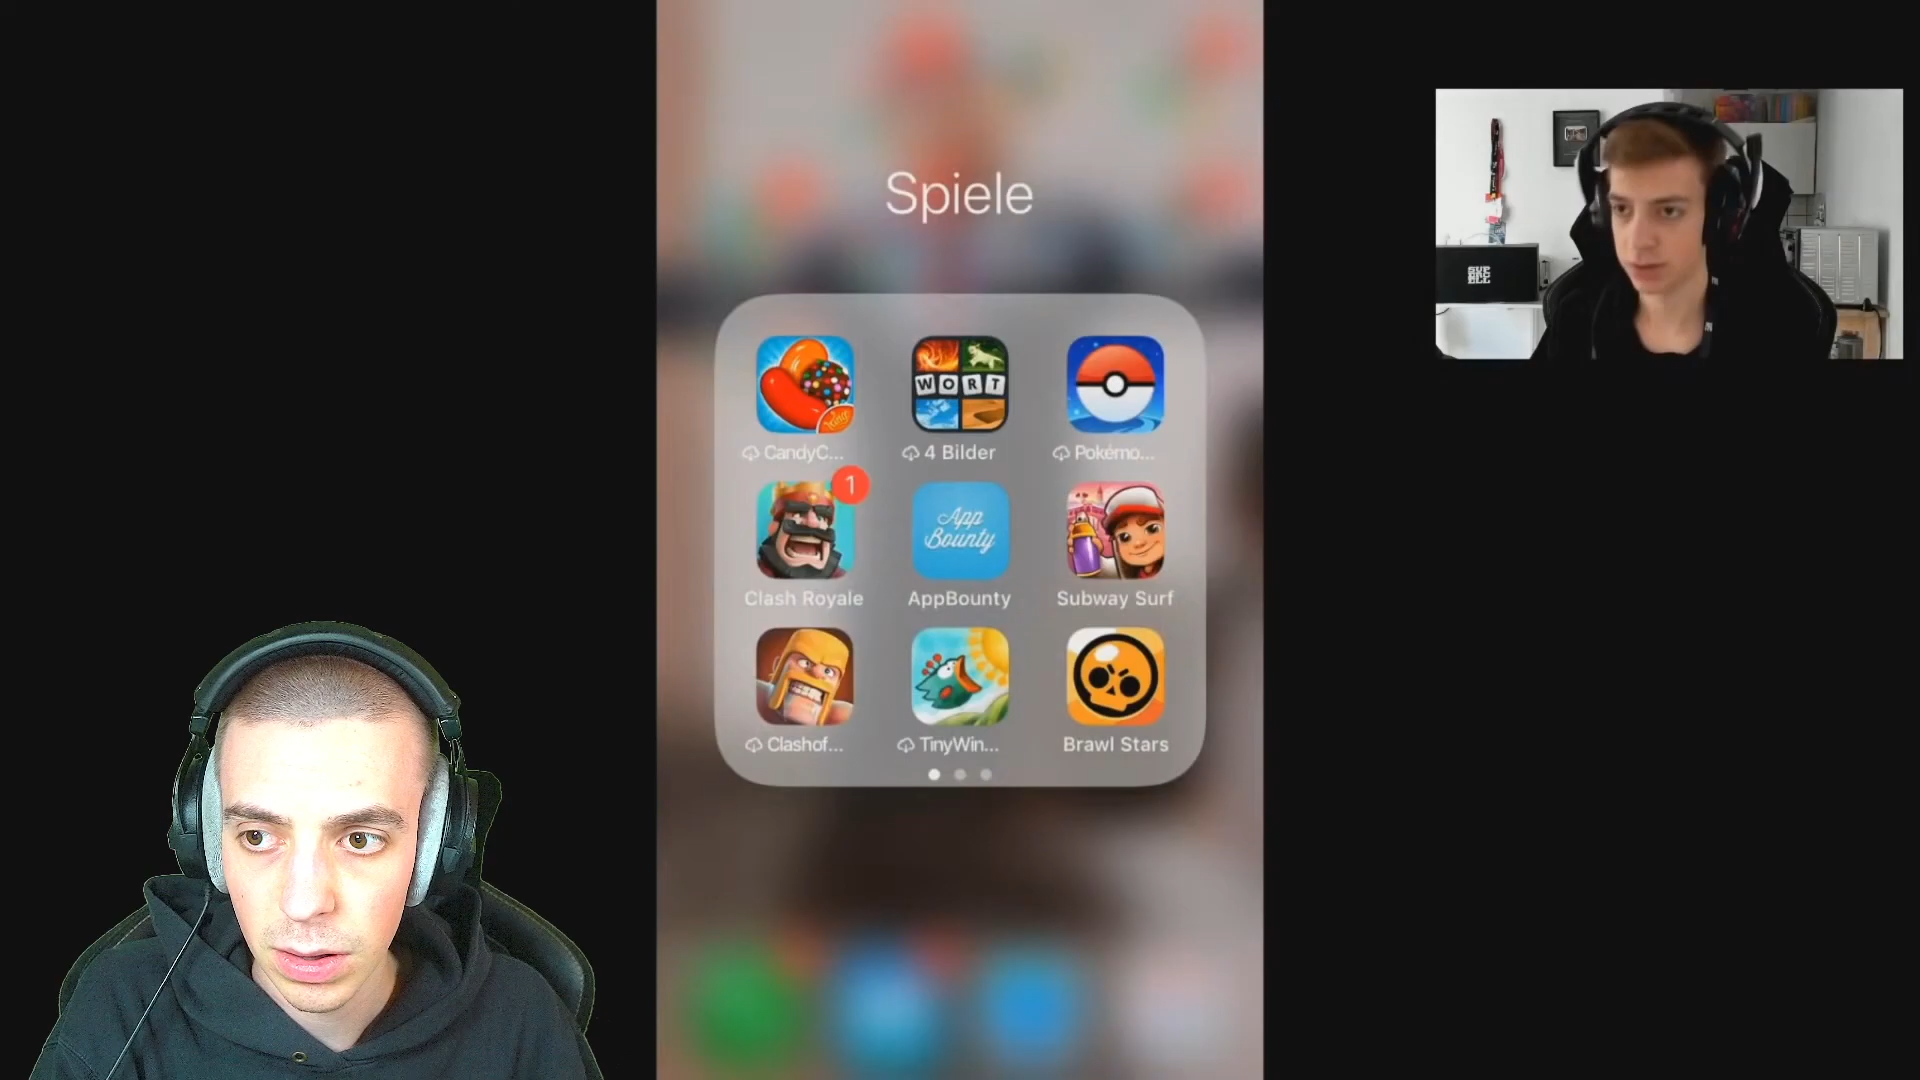 Spiele
WORT
CandyC...
4 Bilder
Pokémo...
1
App
Bounty
Clash Royale
AppBounty
Subway Surf
Clashof...
TinyWin...
Brawl Stars